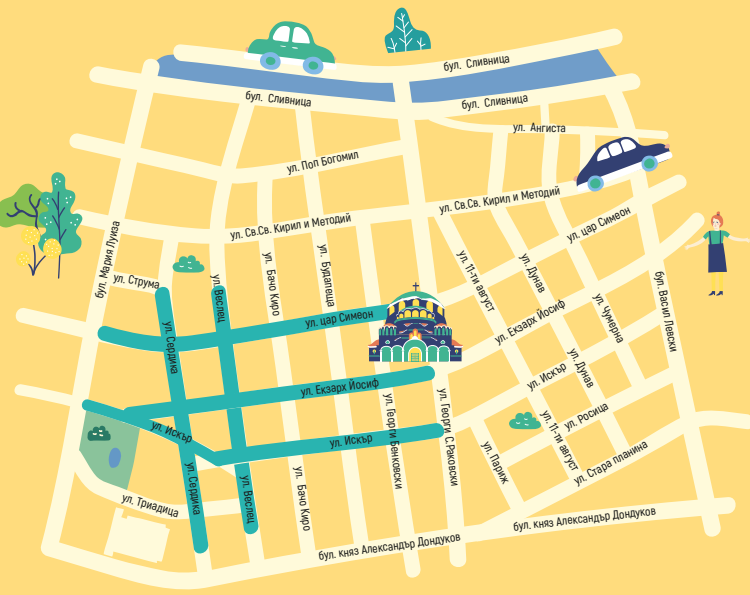 бул. Сливница
бул. Сливница
бул. Сливница
ул. Ангиста
ул. Поп Богомил
ул. Св.Св. Кирил и Методий
ул. Св.Св. Кирил и Методий
ул. цар Симеон
бул. Мария Луиза
ул. Струма
ул. Веслец
ул. Бачо Киро
ул. Будапеща
ул. 11-ти август
ул. Дунав
бул. Васил Левски
ул. Сердика
ул. цар Симеон
ул. Екзарх Йосиф
ул. Чумерна
ул. Екзарх Йосиф
ул. Искър
ул. Дунав
ул. Георги Бенковски
ул. Георги С.Раковски
ул. Искър
ул. Искър
ул. Росица
ул. 11-ти август
ул. Париж
ул. Стара планина
ул. Сердика
ул. Веслец
ул. Бачо Киро
ул. Триадица
бул. княз Александър Дондуков
бул. княз Александър Дондуков